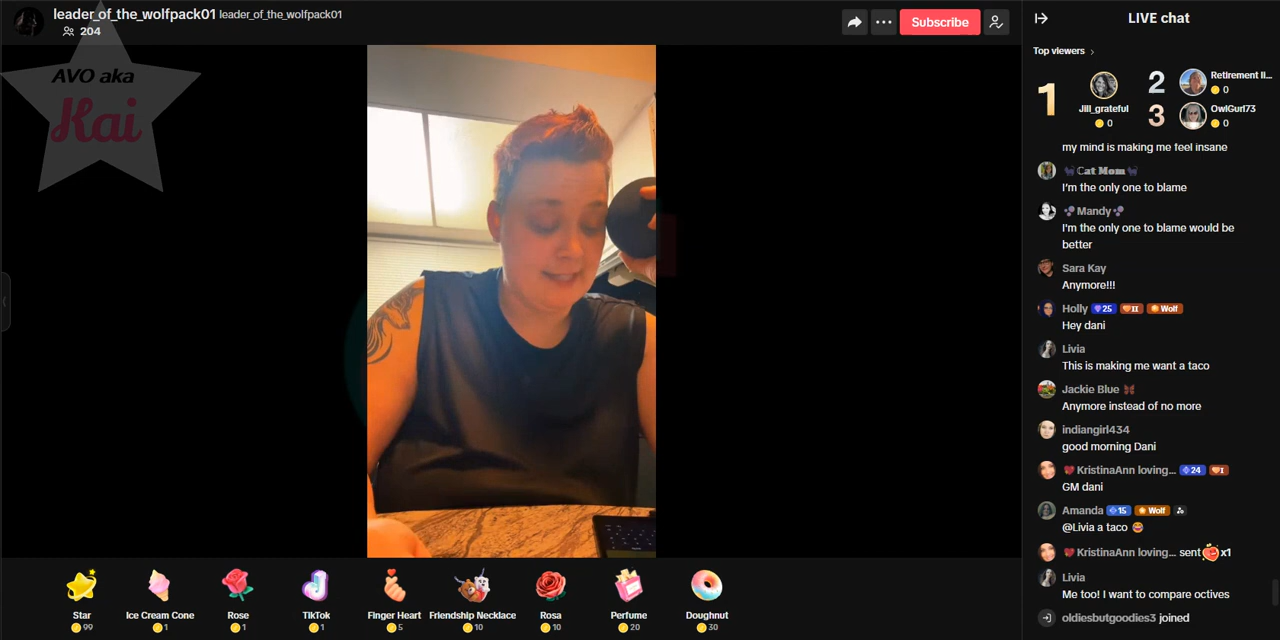 leader_of_the_wolfpack01 leader_of_the_wolfpack01
204
Subscribe
LIVE chat
AVO aka
Kai
Top viewers
1
Jill_grateful
0
2
Retirement li...
0
3
OwlGurl73
0
my mind is making me feel insane
ℂ𝕒𝕥 𝕄𝕠𝕞
I'm the only one to blame
Mandy
I'm the only one to blame would be
better
Sara Kay
Anymore!!!
Holly 25 II Wolf
Hey dani
Livia
This is making me want a taco
Jackie Blue
Anymore instead of no more
indiangirl434
good morning Dani
KristinaAnn loving... 24 I
GM dani
Amanda 15 Wolf
@Livia a taco
KristinaAnn loving... sent x1
Livia
Me too! I want to compare octives
oldiesbutgoodies3 joined
Star
99
Ice Cream Cone
1
Rose
1
TikTok
1
Finger Heart
5
Friendship Necklace
10
Rosa
10
Perfume
20
Doughnut
30